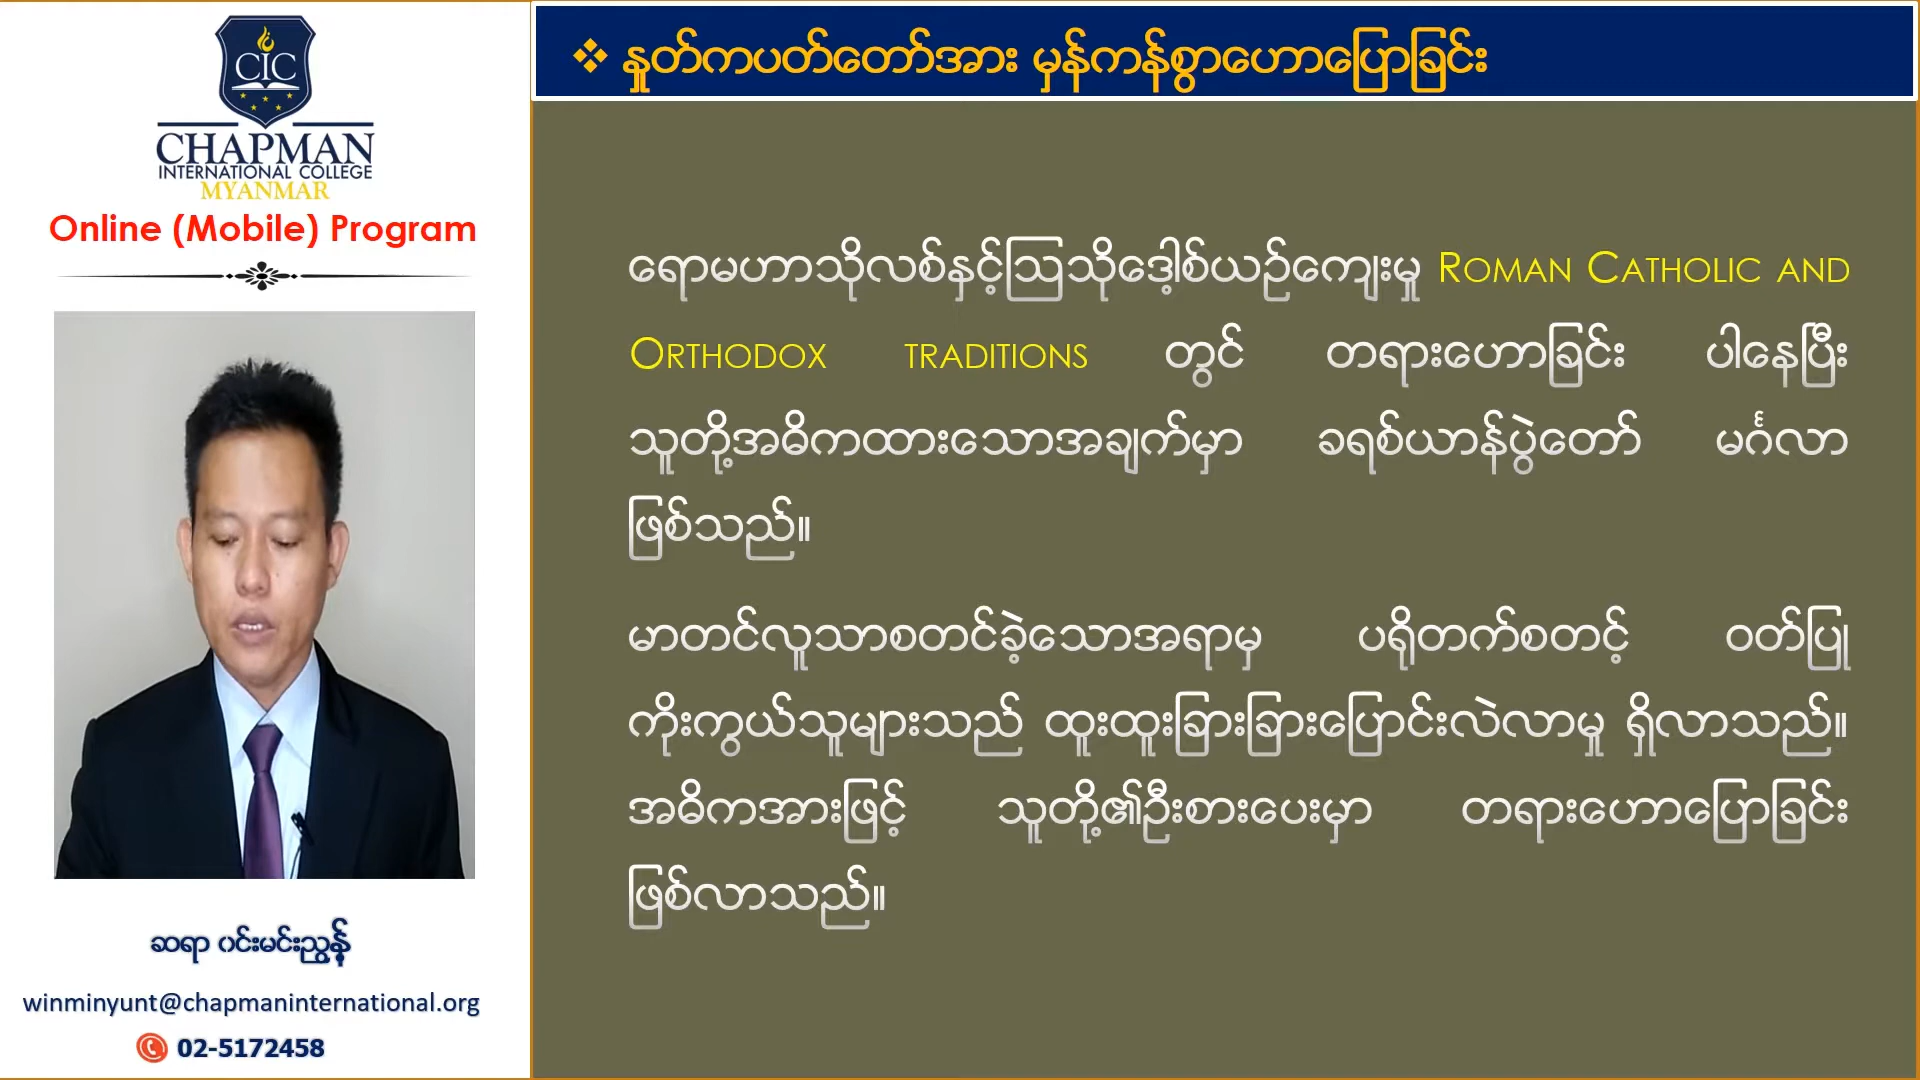 CIC
CHAPMAN
INTERNATIONAL COLLEGE
MYANMAR
Online (Mobile) Program
ဆရာ ဝင်းမင်းညွန့်
winminyunt@chapmaninternational.org
02-5172458
❖ နှုတ်ကပတ်တော်အား မှန်ကန်စွာဟောပြောခြင်း
ရောမဟာသိုလစ်နှင့်ဩသိုဒေါ့စ်ယဉ်ကျေးမှု ROMAN CATHOLIC AND
ORTHODOX TRADITIONS တွင် တရားဟောခြင်း ပါနေပြီး
သူတို့အဓိကထားသောအချက်မှာ ခရစ်ယာန်ပွဲတော် မင်္ဂလာ
ဖြစ်သည်။
မာတင်လူသာစတင်ခဲ့သောအရာမှ ပရိုတက်စတင့် ဝတ်ပြု
ကိုးကွယ်သူများသည် ထူးထူးခြားခြားပြောင်းလဲလာမှု ရှိလာသည်။
အဓိကအားဖြင့် သူတို့၏ဦးစားပေးမှာ တရားဟောပြောခြင်း
ဖြစ်လာသည်။